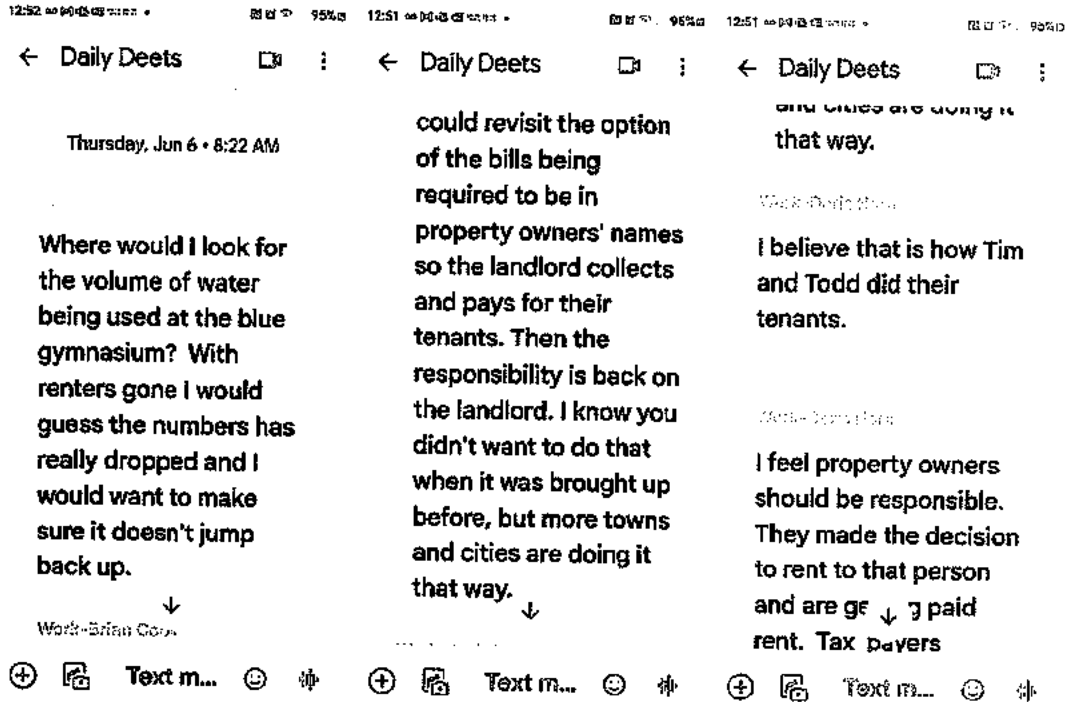 12:52
95%
← Daily Deets
Thursday, Jun 6 • 8:22 AM
Where would I look for
the volume of water
being used at the blue
gymnasium? With
renters gone I would
guess the numbers has
really dropped and I
would want to make
sure it doesn't jump
back up.
Work-Brian
Text m...
12:51
95%
← Daily Deets
could revisit the option
of the bills being
required to be in
property owners' names
so the landlord collects
and pays for their
tenants. Then the
responsibility is back on
the landlord. I know you
didn't want to do that
when it was brought up
before, but more towns
and cities are doing it
that way.
Text m...
12:51
95%
← Daily Deets
and cities are doing it
that way.
I believe that is how Tim
and Todd did their
tenants.
I feel property owners
should be responsible.
They made the decision
to rent to that person
and are paid
rent. Tax payers
Text m...